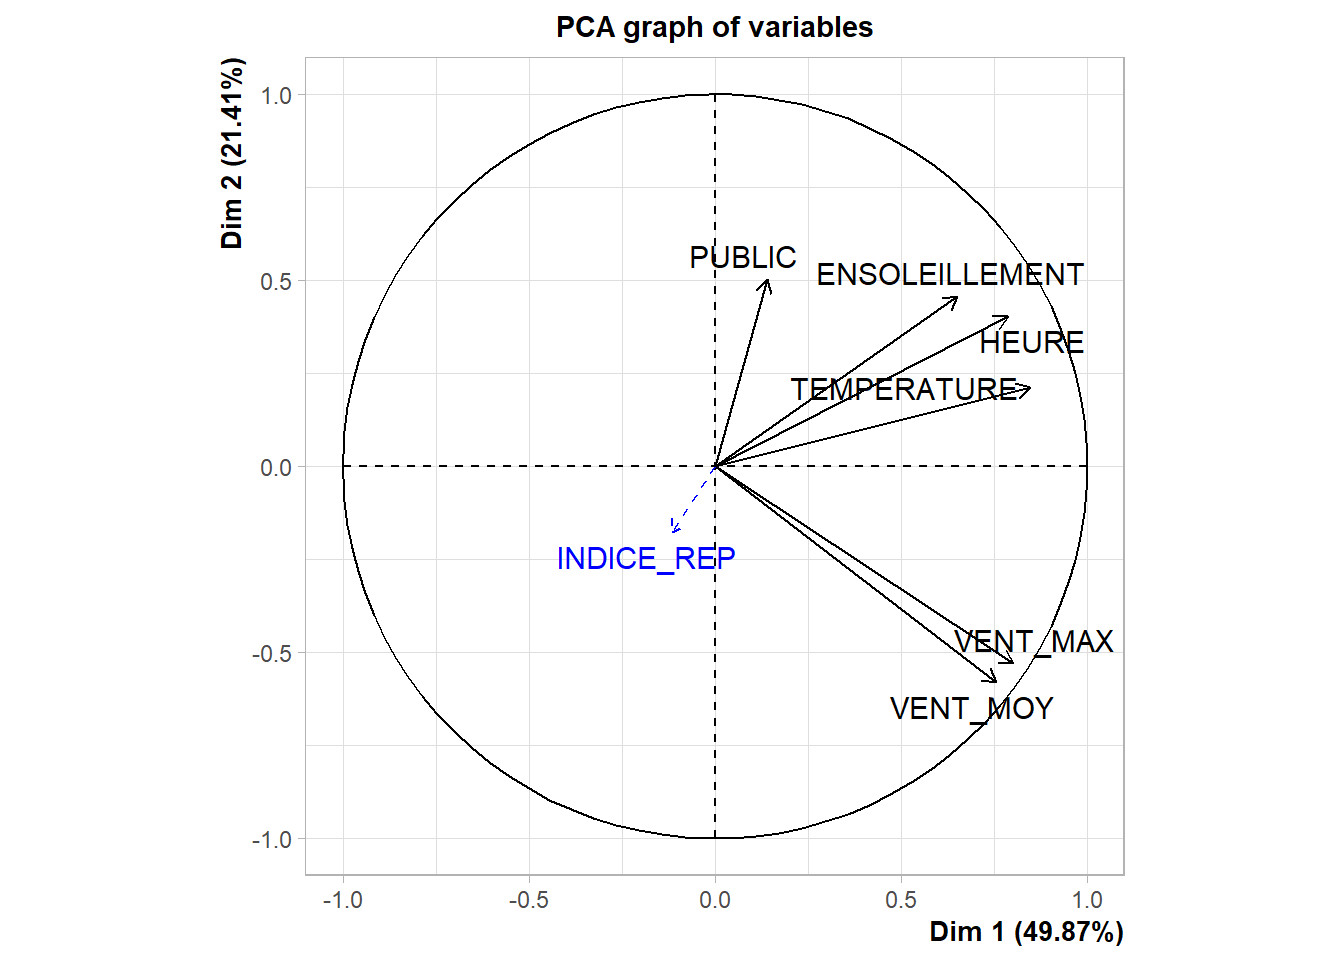 PCA graph of variables
Dim 2 (21.41%)
1.0
0.5
0.0
-0.5
-1.0
PUBLIC
ENSOLEILLEMENT
HEURE
TEMPERATURE
INDICE_REP
VENT_MAX
VENT_MOY
-1.0
-0.5
0.0
0.5
1.0
Dim 1 (49.87%)